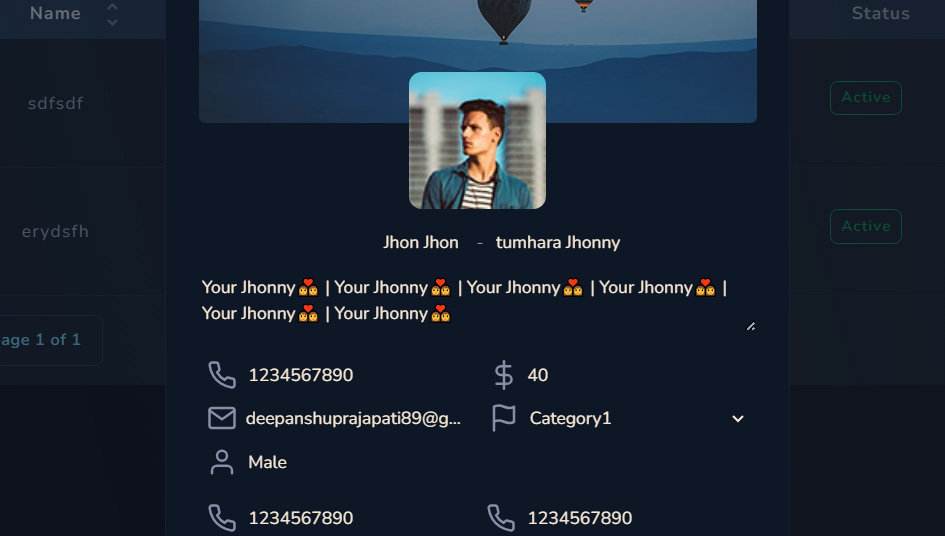 Name
Status
sdfsdf
Active
erydsfh
Active
age 1 of 1
Jhon Jhon - tumhara Jhonny
Your Jhonny💑 | Your Jhonny💑 | Your Jhonny💑 | Your Jhonny💑 |
Your Jhonny💑 | Your Jhonny💑
1234567890
40
deepanshuprajapati89@g...
Category1
Male
1234567890
1234567890